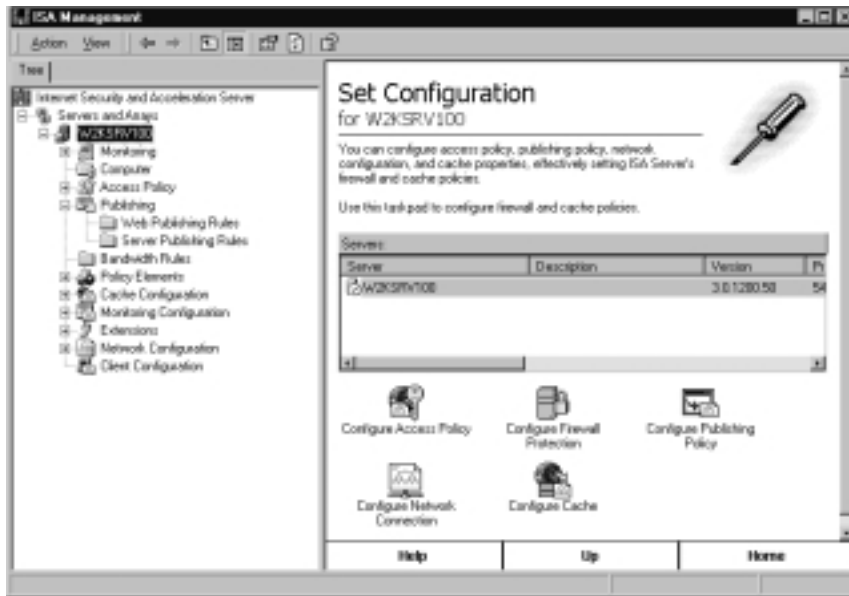 ISA Management
Action View
Tree
Internet Security and Acceleration Server
Servers and Arrays
W2KSRV100
Monitoring
Computer
Access Policy
Publishing
Web Publishing Rules
Server Publishing Rules
Bandwidth Rules
Policy Elements
Cache Configuration
Monitoring Configuration
Extensions
Network Configuration
Client Configuration
Set Configuration
for W2KSRV100
You can configure access policy, publishing policy, network
configuration, and cache properties, effectively setting ISA Server's
firewall and cache policies.
Use this taskpad to configure firewall and cache policies.
Servers
Server Description Version Pr
W2KSRV100 3.0.1200.50 54
Configure Access Policy
Configure Firewall
Protection
Configure Publishing
Policy
Configure Network
Connection
Configure Cache
Help Up Home